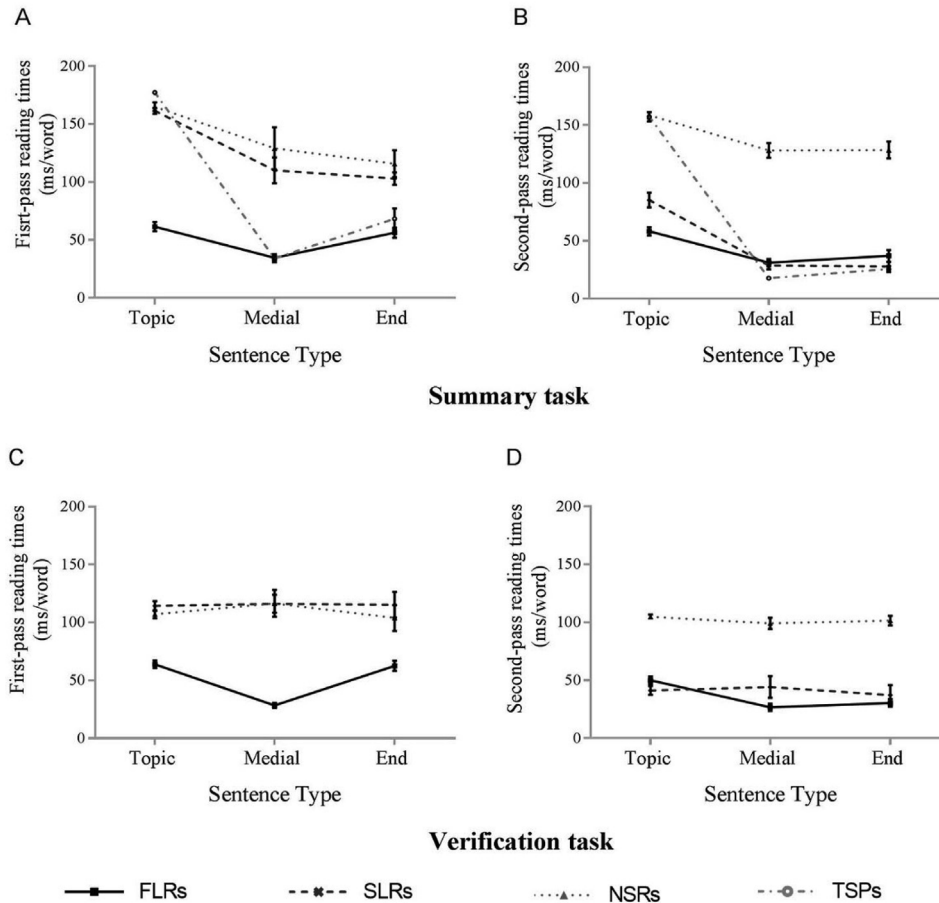 A
B
Fisrt-pass reading times
(ms/word)
200
150
100
50
0
Topic Medial End
Sentence Type
Second-pass reading times
(ms/word)
200
150
100
50
0
Topic Medial End
Sentence Type
Summary task
C
D
First-pass reading times
(ms/word)
200
150
100
50
0
Topic Medial End
Sentence Type
Second-pass reading times
(ms/word)
200
150
100
50
0
Topic Medial End
Sentence Type
Verification task
FLRs SLRs NSRs TSPs